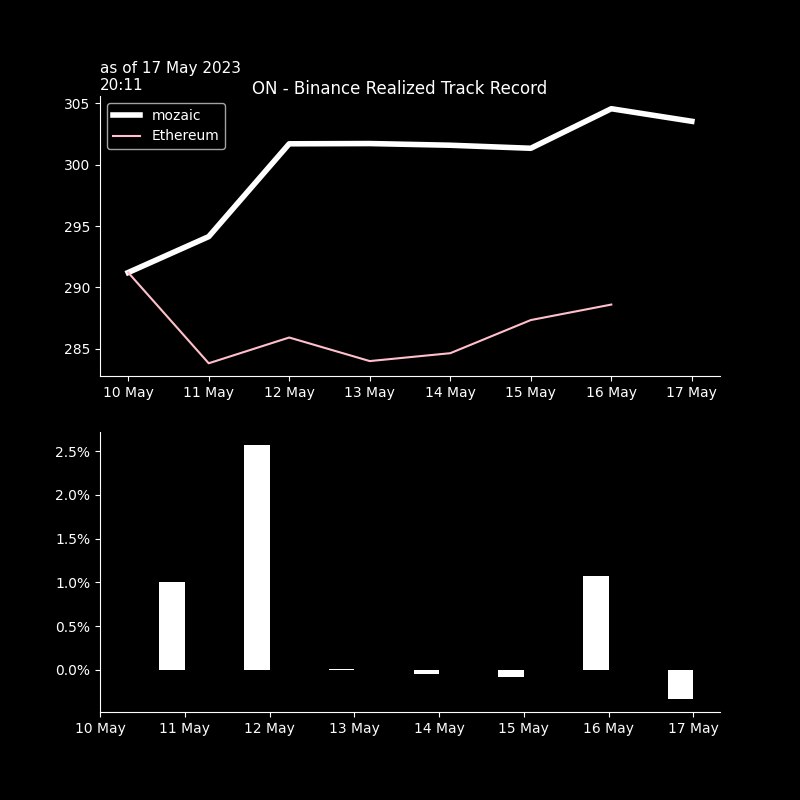 as of 17 May 2023
20:11
ON - Binance Realized Track Record
mozaic
Ethereum
305
300
295
290
285
10 May 11 May 12 May 13 May 14 May 15 May 16 May 17 May
2.5%
2.0%
1.5%
1.0%
0.5%
0.0%
10 May 11 May 12 May 13 May 14 May 15 May 16 May 17 May